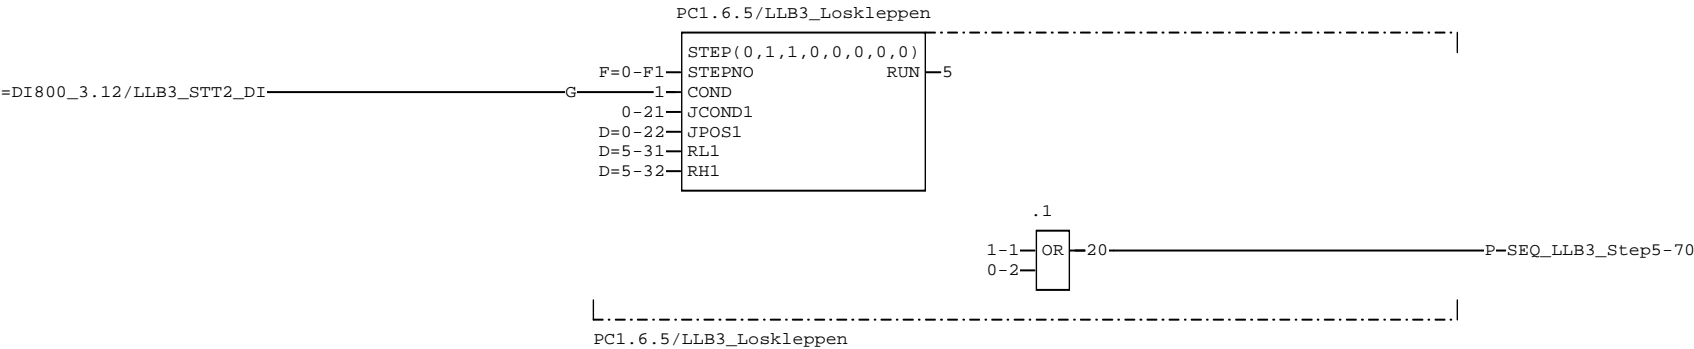 PC1.6.5/LLB3_Loskleppen
STEP(0,1,1,0,0,0,0,0)
F=0-F1 STEPNO RUN 5
=DI800_3.12/LLB3_STT2_DI G 1 COND
0-21 JCOND1
D=0-22 JPOS1
D=5-31 RL1
D=5-32 RH1
.1
1-1 OR 20 P SEQ_LLB3_Step5-70
0-2
PC1.6.5/LLB3_Loskleppen